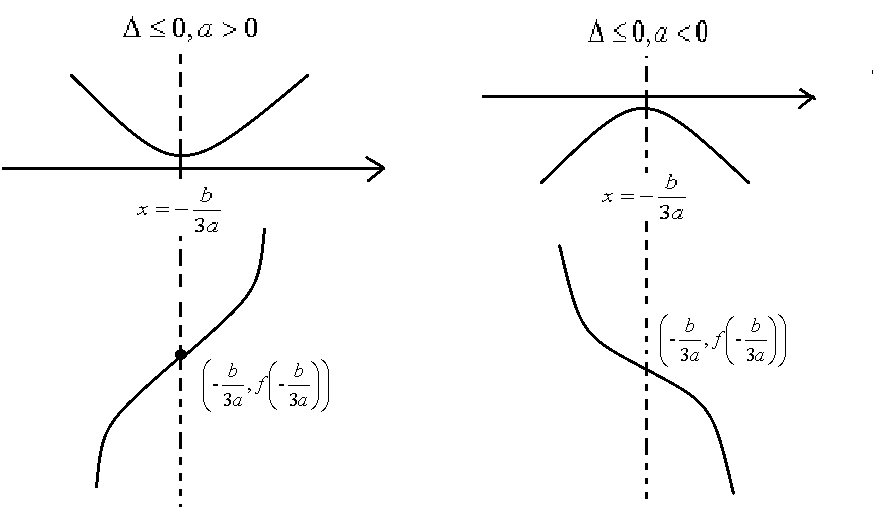 Δ ≤ 0, a > 0
Δ ≤ 0, a < 0
x = -b/3a
x = -b/3a
(-b/3a, f(-b/3a))
(-b/3a, f(-b/3a))